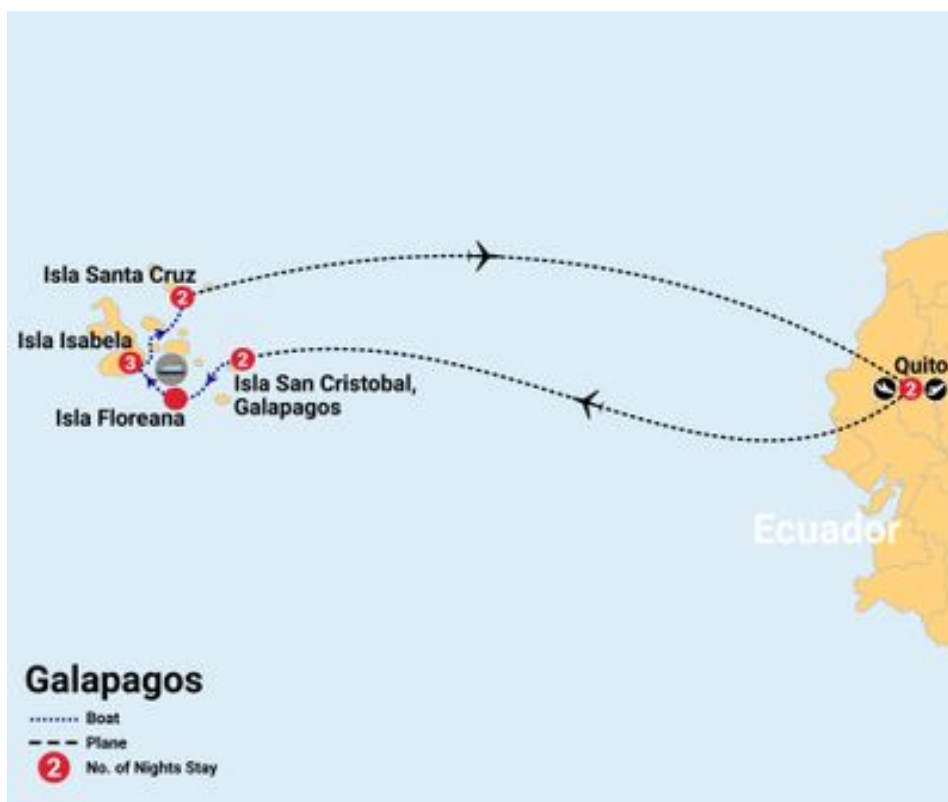 Isla Santa Cruz
2
Isla Isabela
3
2
Isla San Cristobal,
Galapagos
Isla Floreana
Quito
2
Ecuador
Galapagos
Boat
Plane
2 No. of Nights Stay